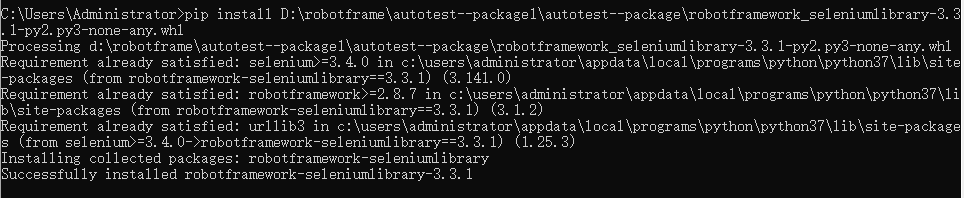 C:\Users\Administrator>pip install D:\robotframe\autotest--package1\autotest--package\robotframework_seleniumlibrary-3.3
.1-py2.py3-none-any.whl
Processing d:\robotframe\autotest--package1\autotest--package\robotframework_seleniumlibrary-3.3.1-py2.py3-none-any.whl
Requirement already satisfied: selenium>=3.4.0 in c:\users\administrator\appdata\local\programs\python\python37\lib\site
-packages (from robotframework-seleniumlibrary==3.3.1) (3.141.0)
Requirement already satisfied: robotframework>=2.8.7 in c:\users\administrator\appdata\local\programs\python\python37\li
b\site-packages (from robotframework-seleniumlibrary==3.3.1) (3.1.2)
Requirement already satisfied: urllib3 in c:\users\administrator\appdata\local\programs\python\python37\lib\site-package
s (from selenium>=3.4.0->robotframework-seleniumlibrary==3.3.1) (1.25.3)
Installing collected packages: robotframework-seleniumlibrary
Successfully installed robotframework-seleniumlibrary-3.3.1